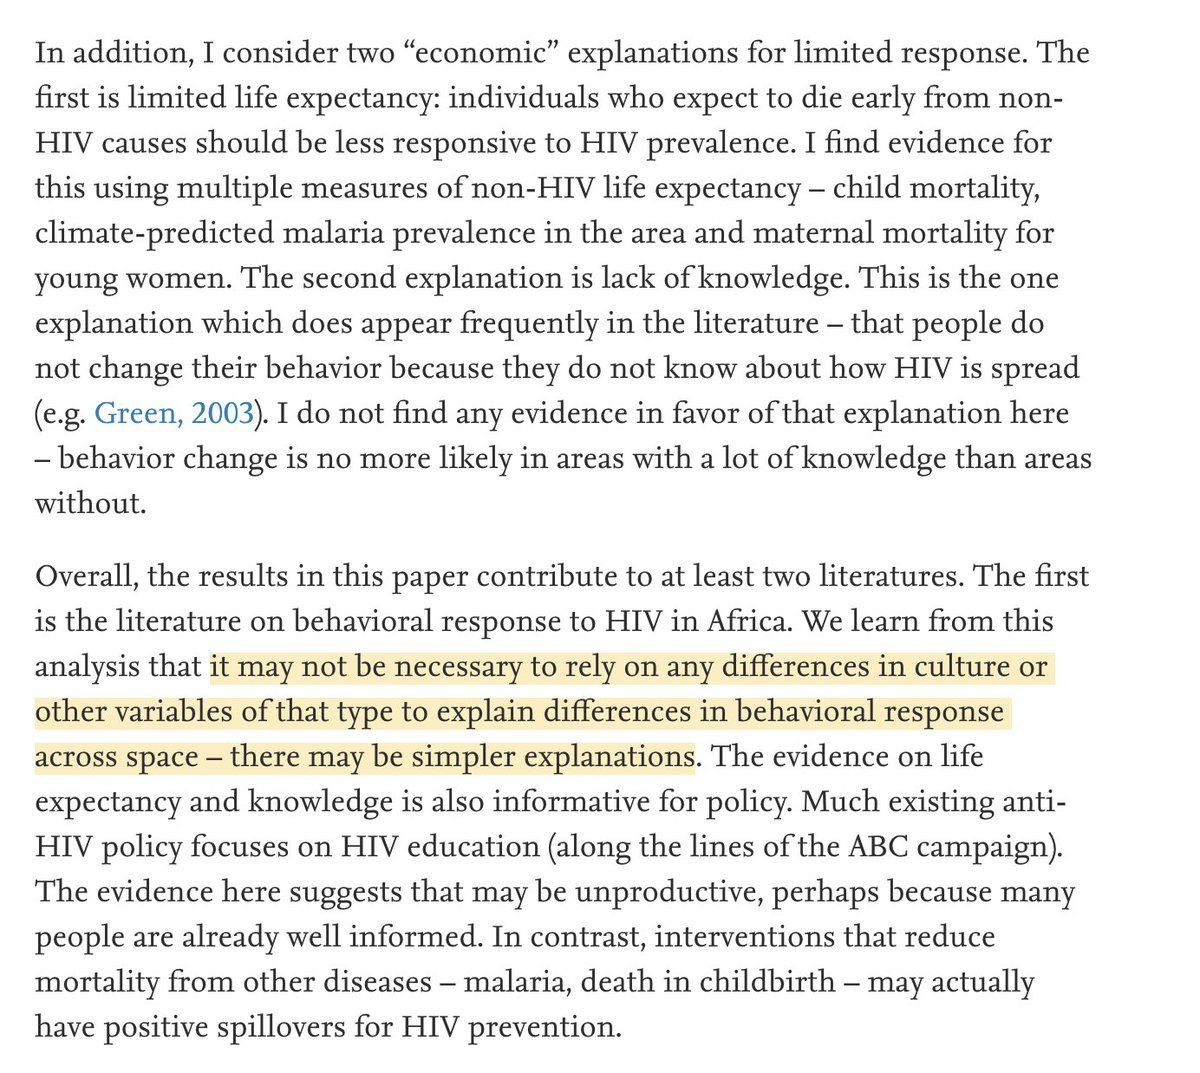 In addition, I consider two “economic” explanations for limited response. The
first is limited life expectancy: individuals who expect to die early from non-
HIV causes should be less responsive to HIV prevalence. I find evidence for
this using multiple measures of non-HIV life expectancy – child mortality,
climate-predicted malaria prevalence in the area and maternal mortality for
young women. The second explanation is lack of knowledge. This is the one
explanation which does appear frequently in the literature – that people do
not change their behavior because they do not know about how HIV is spread
(e.g. Green, 2003). I do not find any evidence in favor of that explanation here
– behavior change is no more likely in areas with a lot of knowledge than areas
without.
Overall, the results in this paper contribute to at least two literatures. The first
is the literature on behavioral response to HIV in Africa. We learn from this
analysis that it may not be necessary to rely on any differences in culture or
other variables of that type to explain differences in behavioral response
across space – there may be simpler explanations. The evidence on life
expectancy and knowledge is also informative for policy. Much existing anti-
HIV policy focuses on HIV education (along the lines of the ABC campaign).
The evidence here suggests that may be unproductive, perhaps because many
people are already well informed. In contrast, interventions that reduce
mortality from other diseases – malaria, death in childbirth – may actually
have positive spillovers for HIV prevention.